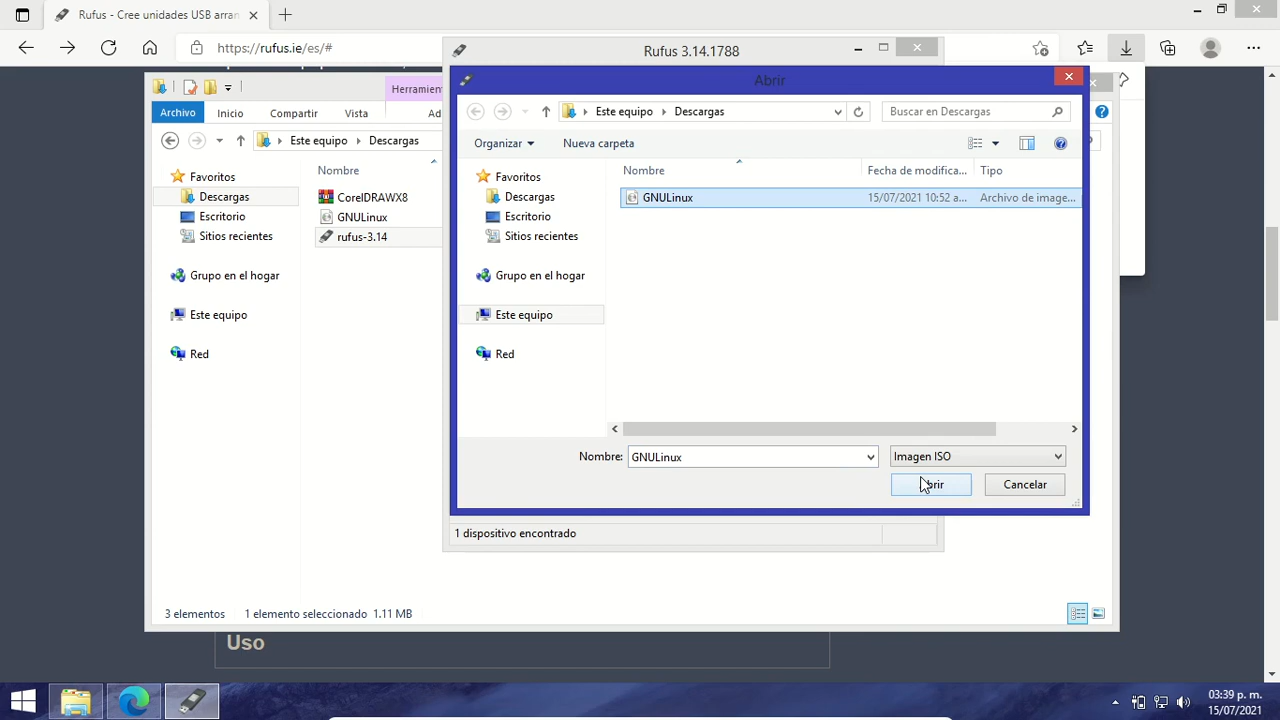 Rufus - Cree unidades USB arran
https://rufus.ie/es/#
Rufus 3.14.1788
Abrir
Herramien
Archivo
Inicio
Compartir
Vista
Ad
Este equipo
Descargas
Nombre
Favoritos
Descargas
Escritorio
Sitios recientes
Grupo en el hogar
Este equipo
Red
CorelDRAWX8
GNULinux
rufus-3.14
Este equipo
Descargas
Buscar en Descargas
Organizar
Nueva carpeta
Favoritos
Descargas
Escritorio
Sitios recientes
Grupo en el hogar
Este equipo
Red
Nombre
Fecha de modifica...
Tipo
GNULinux
15/07/2021 10:52 a...
Archivo de image...
Nombre:
GNULinux
Imagen ISO
Abrir
Cancelar
1 dispositivo encontrado
3 elementos
1 elemento seleccionado 1.11 MB
Uso
03:39 p. m.
15/07/2021